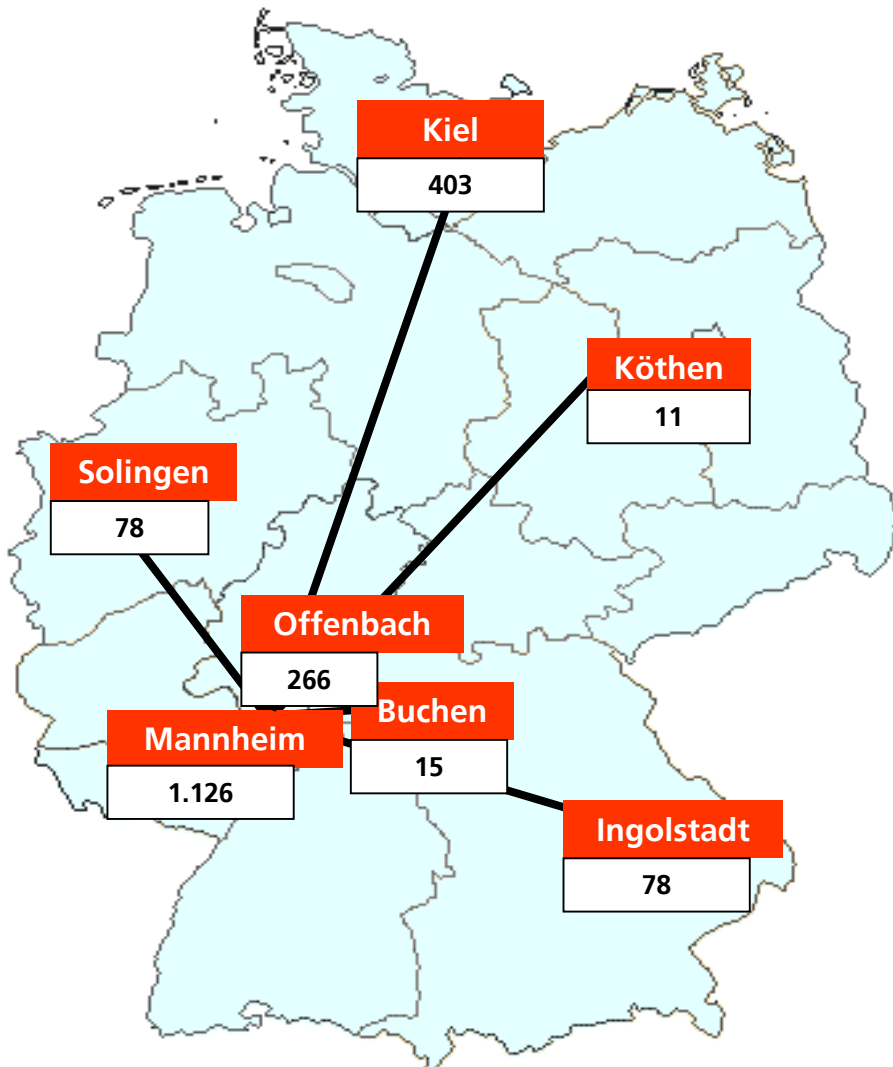 Kiel
403
Köthen
11
Solingen
78
Offenbach
266
Buchen
15
Mannheim
1.126
Ingolstadt
78